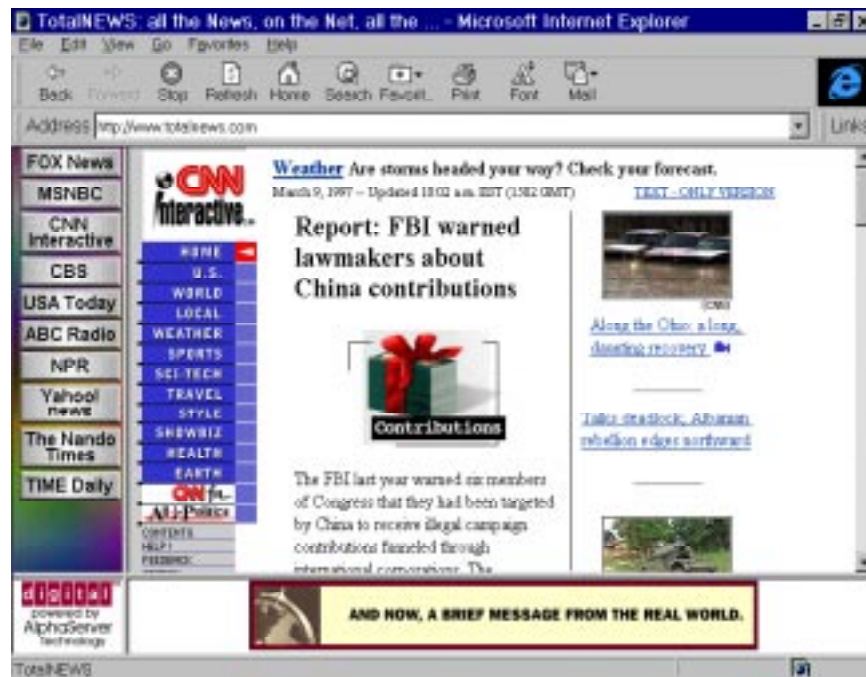 TotalNEWS: all the News, on the Net, all the ... - Microsoft Internet Explorer
File Edit View Go Favorites Help
Back Forward Stop Refresh Home Search Favorit... Print Font Mail
Address http://www.totalnews.com Links
FOX News
MSNBC
CNN
Interactive
CBS
USA Today
ABC Radio
NPR
Yahoo!
news
The Nando
Times
TIME Daily
CNN
Interactive
HOME
U.S.
WORLD
LOCAL
WEATHER
SPORTS
SCI-TECH
TRAVEL
STYLE
SHOWBIZ
HEALTH
EARTH
CNN
All Politics
CONTENTS
HELP!
FEEDBACK
Weather Are storms headed your way? Check your forecast.
March 9, 1997 -- Updated 10:02 a.m. EST (1502 GMT) TEXT-ONLY VERSION
Report: FBI warned
lawmakers about
China contributions
Contributions
The FBI last year warned six members
of Congress that they had been targeted
by China to receive illegal campaign
contributions funneled through
international corporations. The
Along the Ohio: a long,
daunting recovery
Talks deadlock, Albanian
rebellion edges northward
digital
powered by
AlphaServer
Technology
AND NOW, A BRIEF MESSAGE FROM THE REAL WORLD.
TotalNEWS